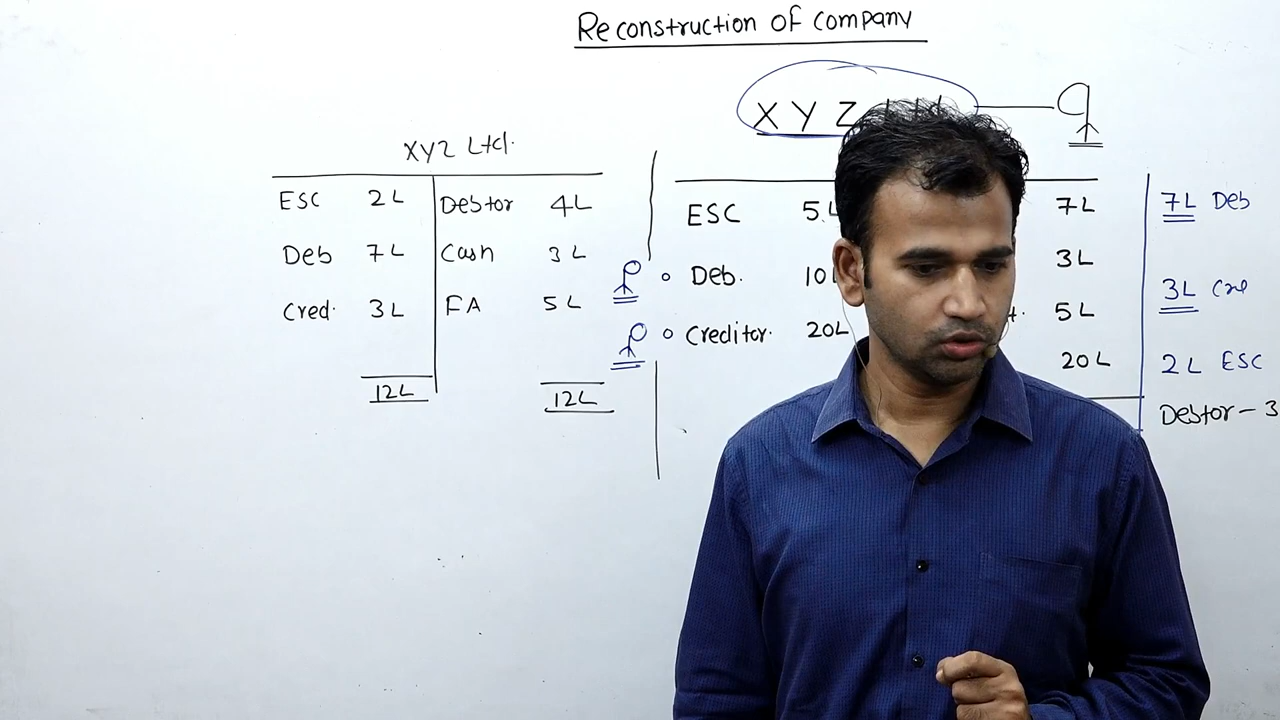 Reconstruction of company
XYZ Ltd.
ESC 2L Debtor 4L
Deb 7L Cash 3L
Cred. 3L FA 5L
12L 12L
X Y Z Ltd
ESC 5L 7L
Deb. 10L 3L
Creditor. 20L 5L
20L
7L Deb
3L Cre
2L ESC
Debtor - 3